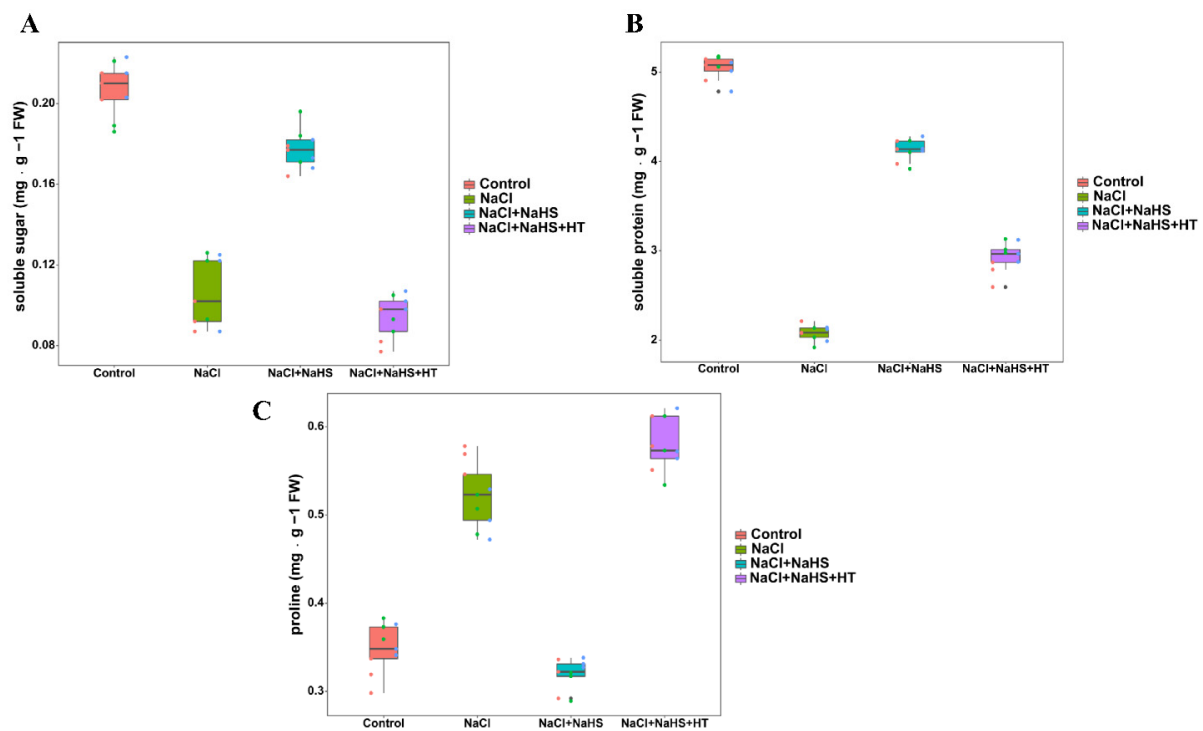 A
soluble sugar (mg · g −1 FW)
0.20
0.16
0.12
0.08
Control
NaCl
NaCl+NaHS
NaCl+NaHS+HT
Control
NaCl
NaCl+NaHS
NaCl+NaHS+HT
B
soluble protein (mg · g −1 FW)
5
4
3
2
Control
NaCl
NaCl+NaHS
NaCl+NaHS+HT
Control
NaCl
NaCl+NaHS
NaCl+NaHS+HT
C
proline (mg · g −1 FW)
0.6
0.5
0.4
0.3
Control
NaCl
NaCl+NaHS
NaCl+NaHS+HT
Control
NaCl
NaCl+NaHS
NaCl+NaHS+HT